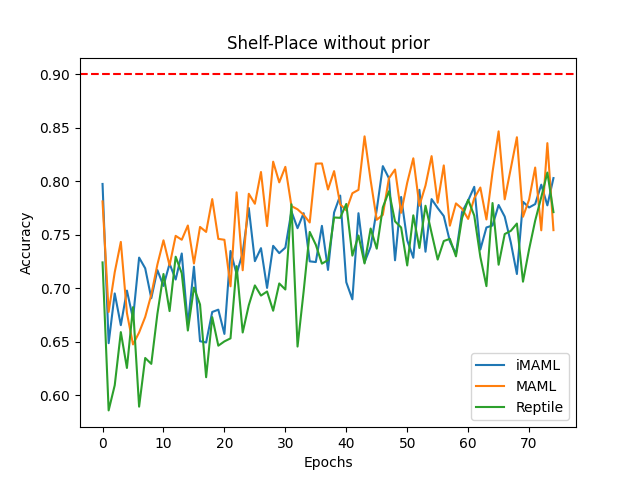 Shelf-Place without prior
Accuracy
0.90
0.85
0.80
0.75
0.70
0.65
0.60
0 10 20 30 40 50 60 70
Epochs
iMAML
MAML
Reptile